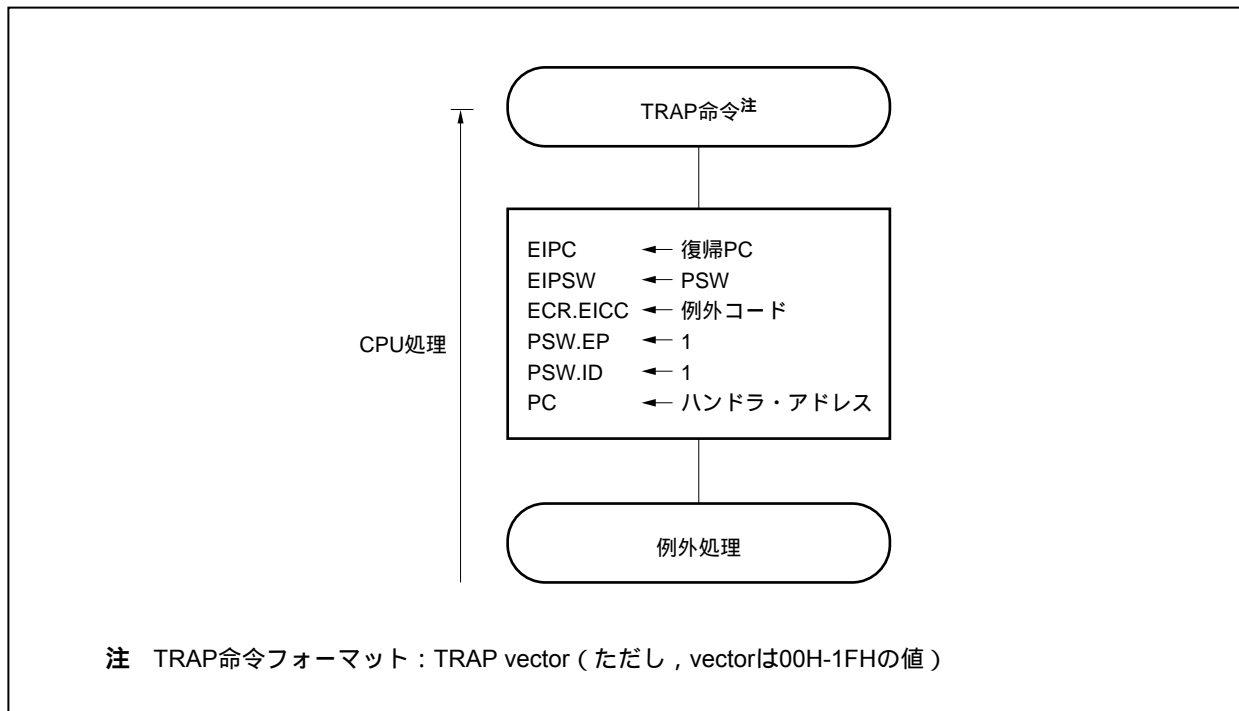 TRAP命令注
EIPC ← 復帰PC
EIPSW ← PSW
ECR.EICC ← 例外コード
PSW.EP ← 1
PSW.ID ← 1
PC ← ハンドラ・アドレス
CPU処理
例外処理
注 TRAP命令フォーマット：TRAP vector（ただし，vectorは00H-1FHの値）